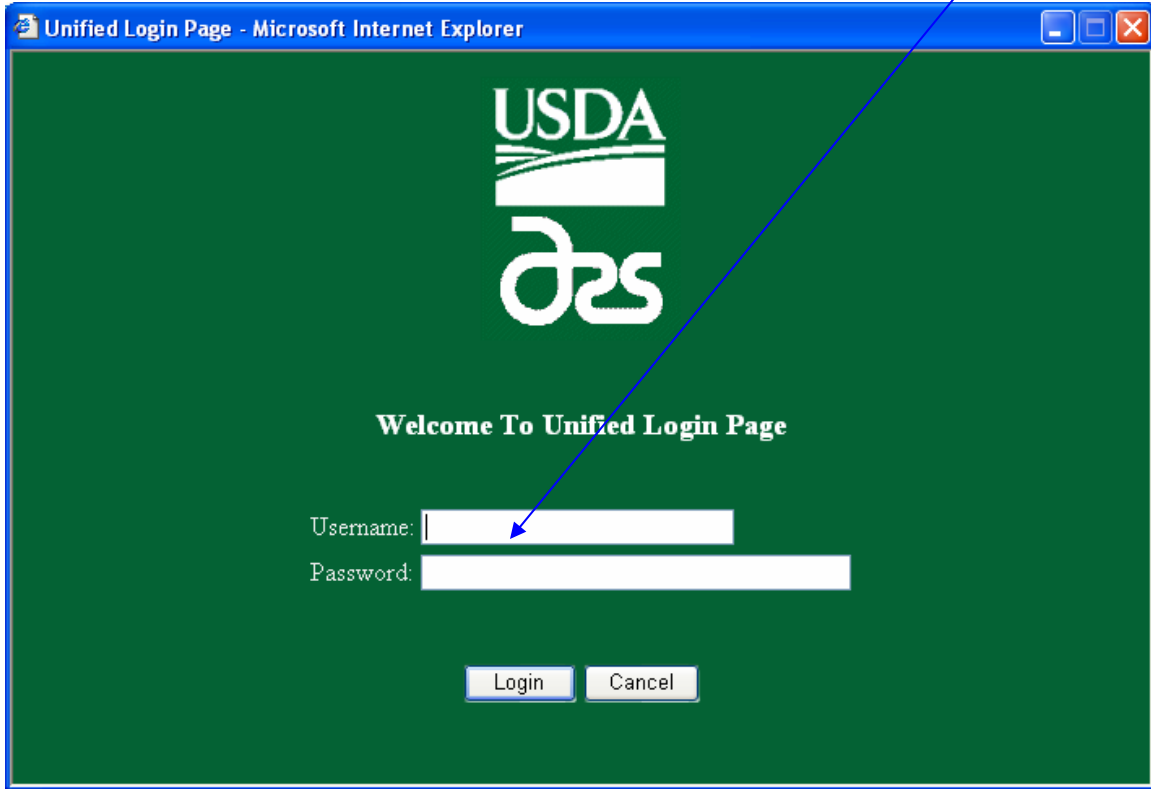 Unified Login Page - Microsoft Internet Explorer
USDA
ars
Welcome To Unified Login Page
Username:
Password:
Login Cancel